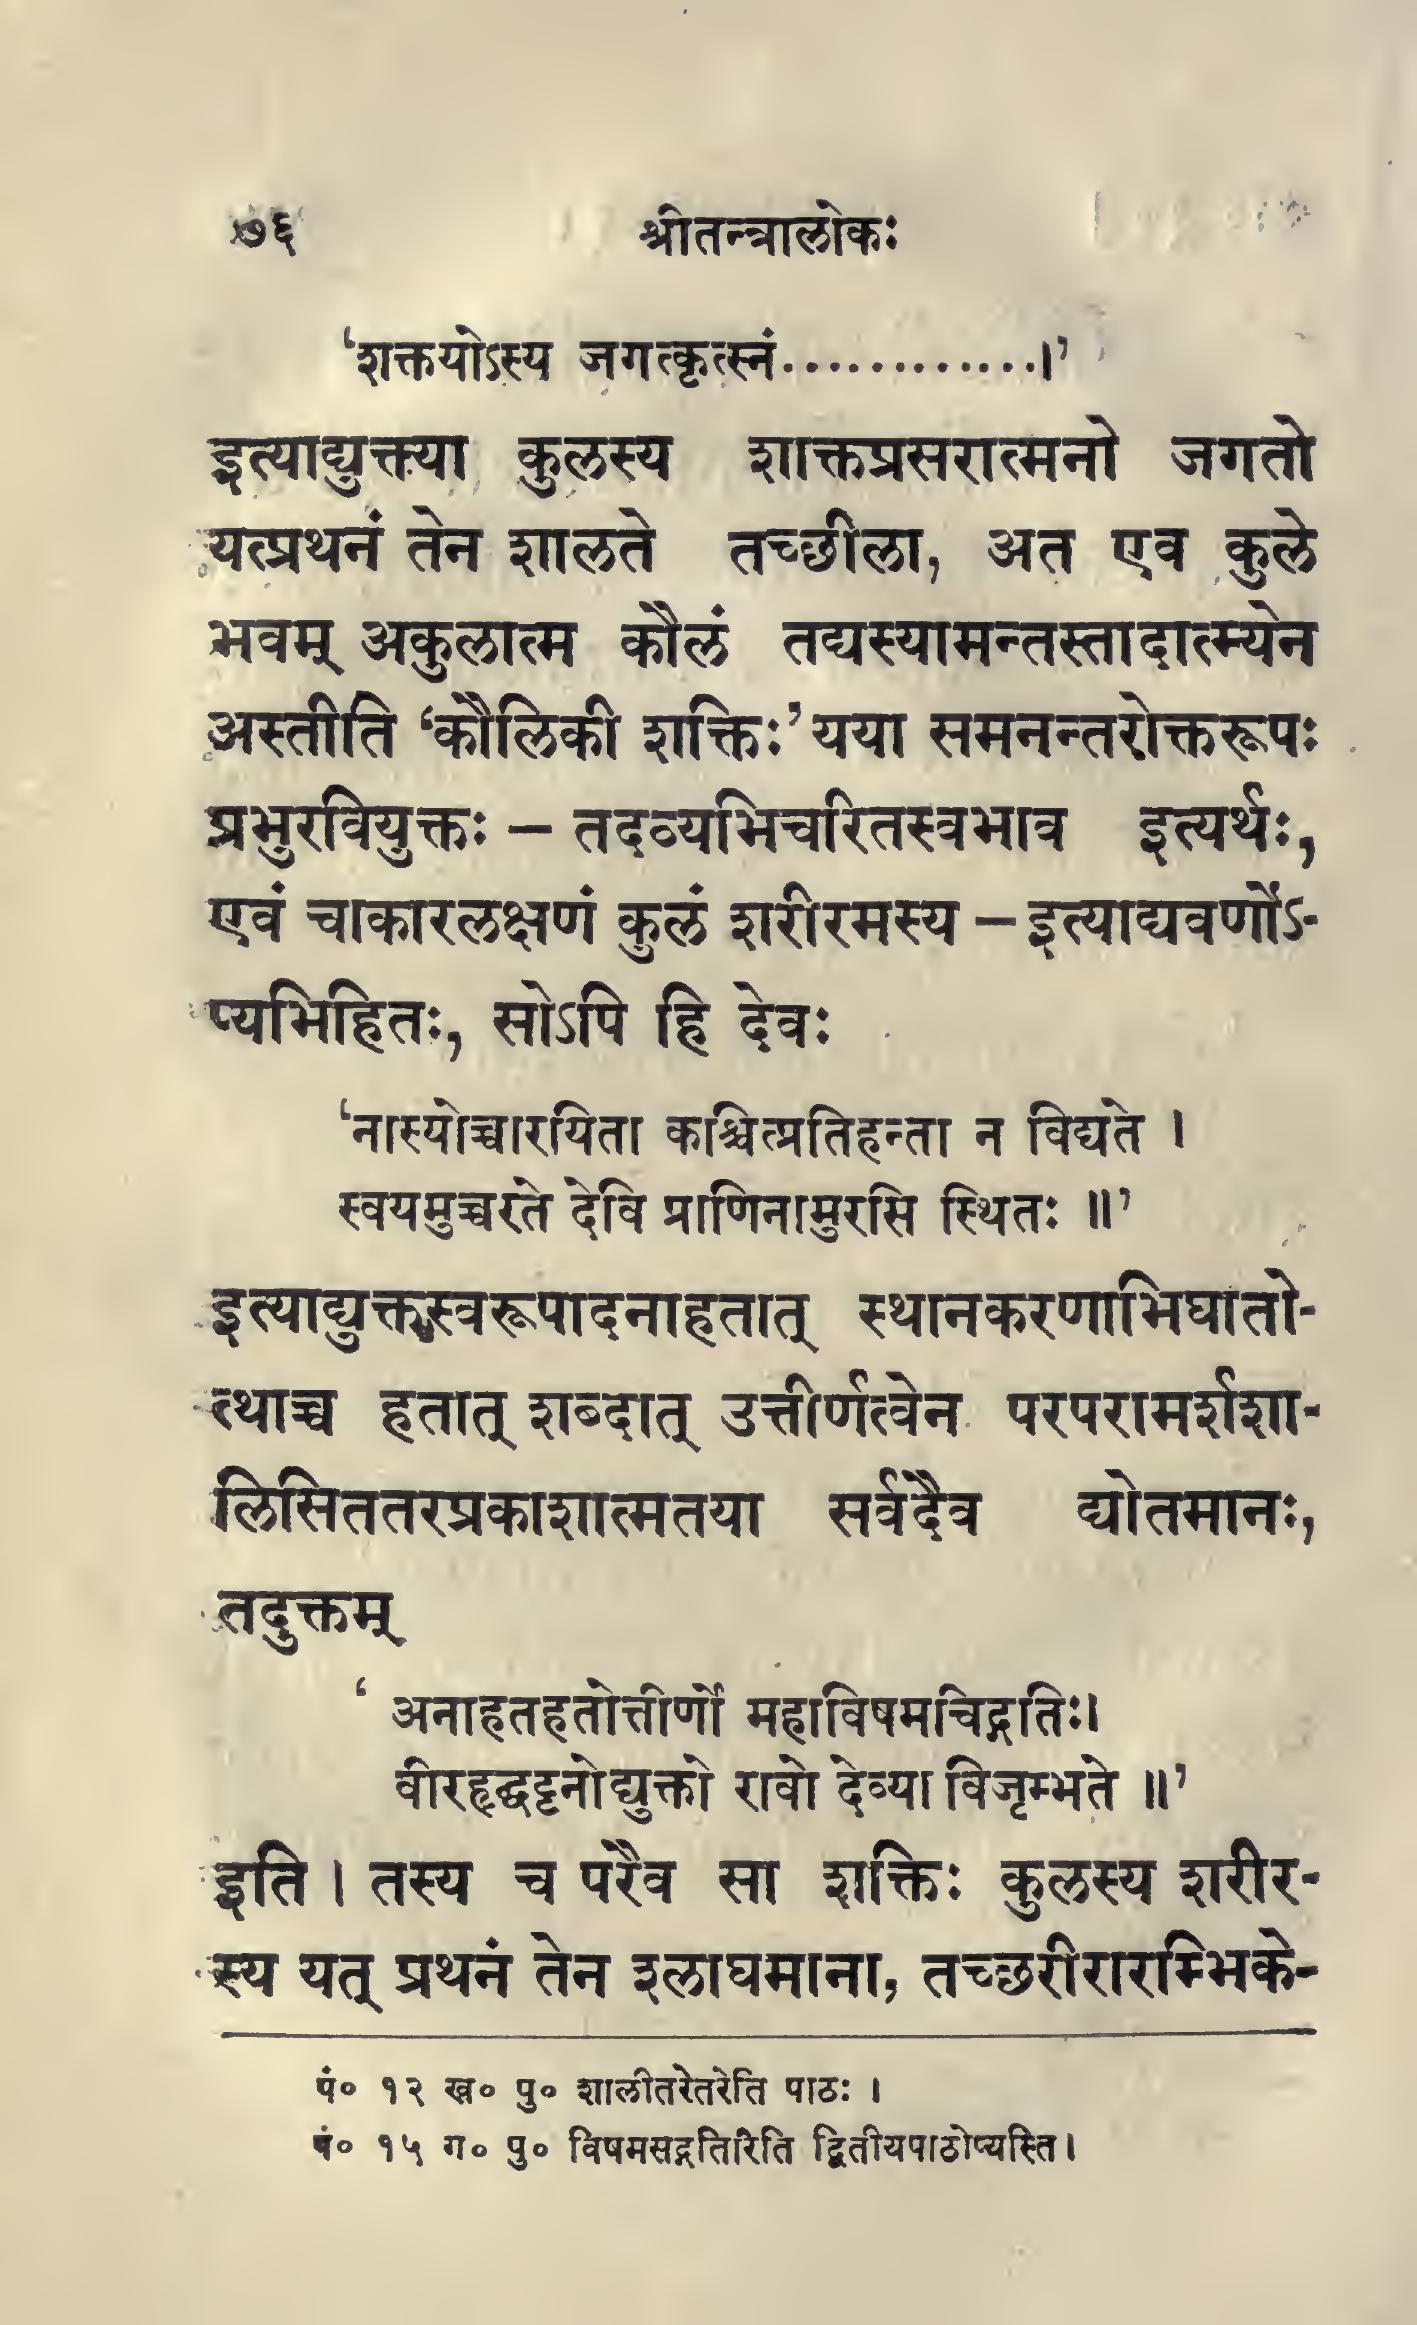 ७६ श्रीतन्त्रालोकः
‘शक्तयोऽस्य जगत्कृत्स्नं.............।’
इत्याद्युक्त्या कुलस्य शाक्तप्रसरात्मनो जगतो
यत्प्रथनं तेन शालते तच्छीला, अत एव कुले
भवम् अकुलात्म कौलं तद्यस्यामन्तस्तादात्म्येन
अस्तीति ‘कौलिकी शक्तिः’ यया समनन्तरोक्तरूपः
प्रभुरवियुक्तः – तदव्यभिचरितस्वभाव इत्यर्थः,
एवं चाकारलक्षणं कुलं शरीरमस्य – इत्याद्यवर्णोऽ-
प्यभिहितः, सोऽपि हि देवः
‘नास्योच्चारयिता कश्चित्प्रतिहन्ता न विद्यते ।
स्वयमुच्चरते देवि प्राणिनामुरसि स्थितः ॥’
इत्याद्युक्तस्वरूपादनाहतात् स्थानकरणाभिघातो-
त्थाच्च हतात् शब्दात् उत्तीर्णत्वेन परपरामर्शशा-
लिसिततरप्रकाशात्मतया सर्वदैव द्योतमानः,
तदुक्तम्
‘ अनाहतहतोत्तीर्णो महाविषमचिद्गतिः।
वीरहृद्घट्टनोद्युक्तो रावो देव्या विजृम्भते ॥’
इति । तस्य च परैव सा शक्तिः कुलस्य शरीर-
स्य यत् प्रथनं तेन श्लाघमाना, तच्छरीरारम्भिके-
पं० १२ ख० पु० शालीतरेतरेति पाठः ।
पं० १५ ग० पु० विषमसद्गतिरिति द्वितीयपाठोप्यस्ति।